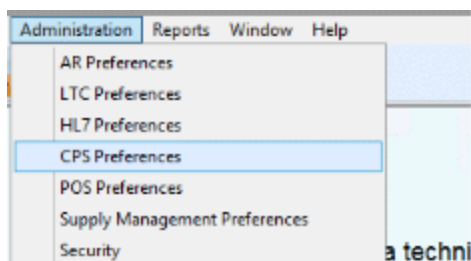 Administration Reports Window Help
AR Preferences
LTC Preferences
HL7 Preferences
CPS Preferences
POS Preferences
Supply Management Preferences
Security
a techni